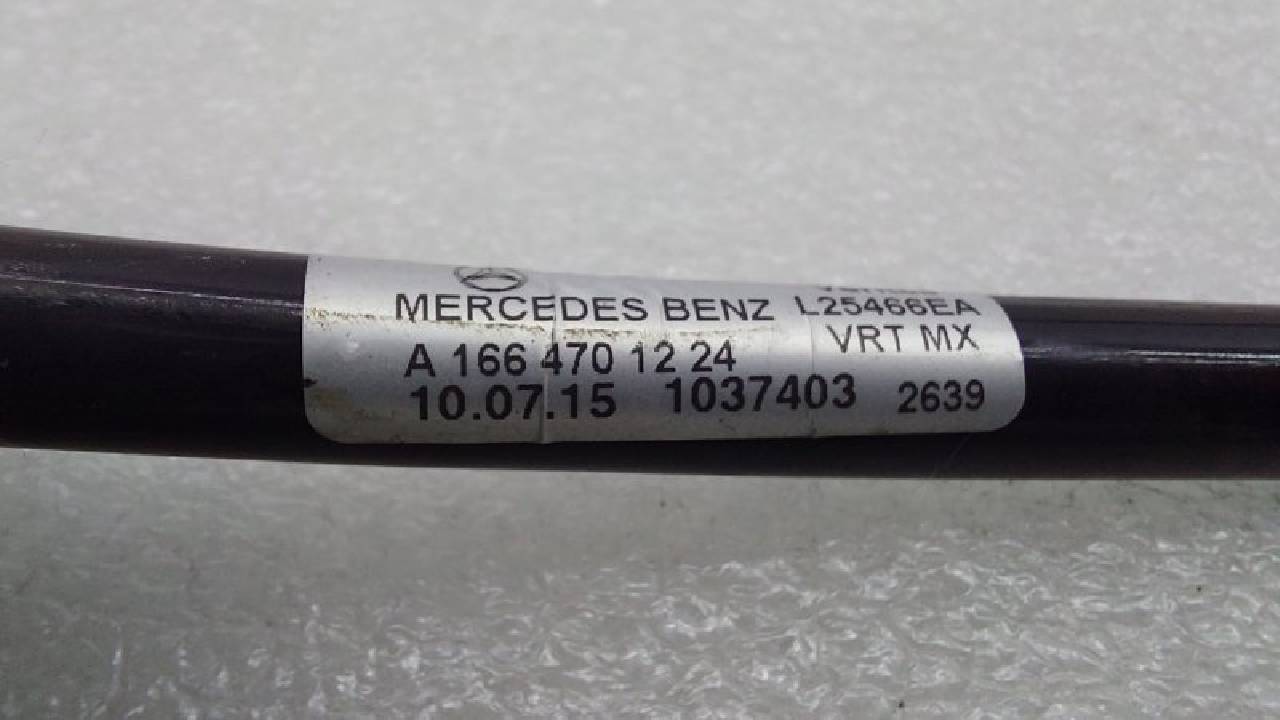 MERCEDES BENZ L25466EA
VRT MX
A 166 470 12 24
10.07.15 1037403 2639